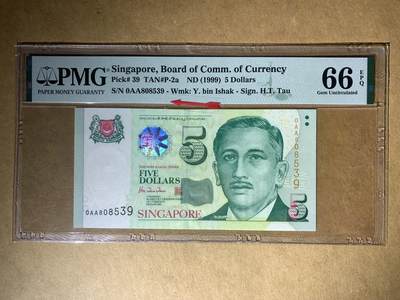 PMG
PAPER MONEY GUARANTY
Singapore, Board of Comm. of Currency
Pick# 39 TAN#P-2a ND (1999) 5 Dollars
S/N 0AA808539 - Wmk: Y. bin Ishak - Sign. H.T. Tau
66 EPQ
Gem Uncirculated
5
FIVE
DOLLARS
0AA808539
SINGAPORE
0AA808539
5